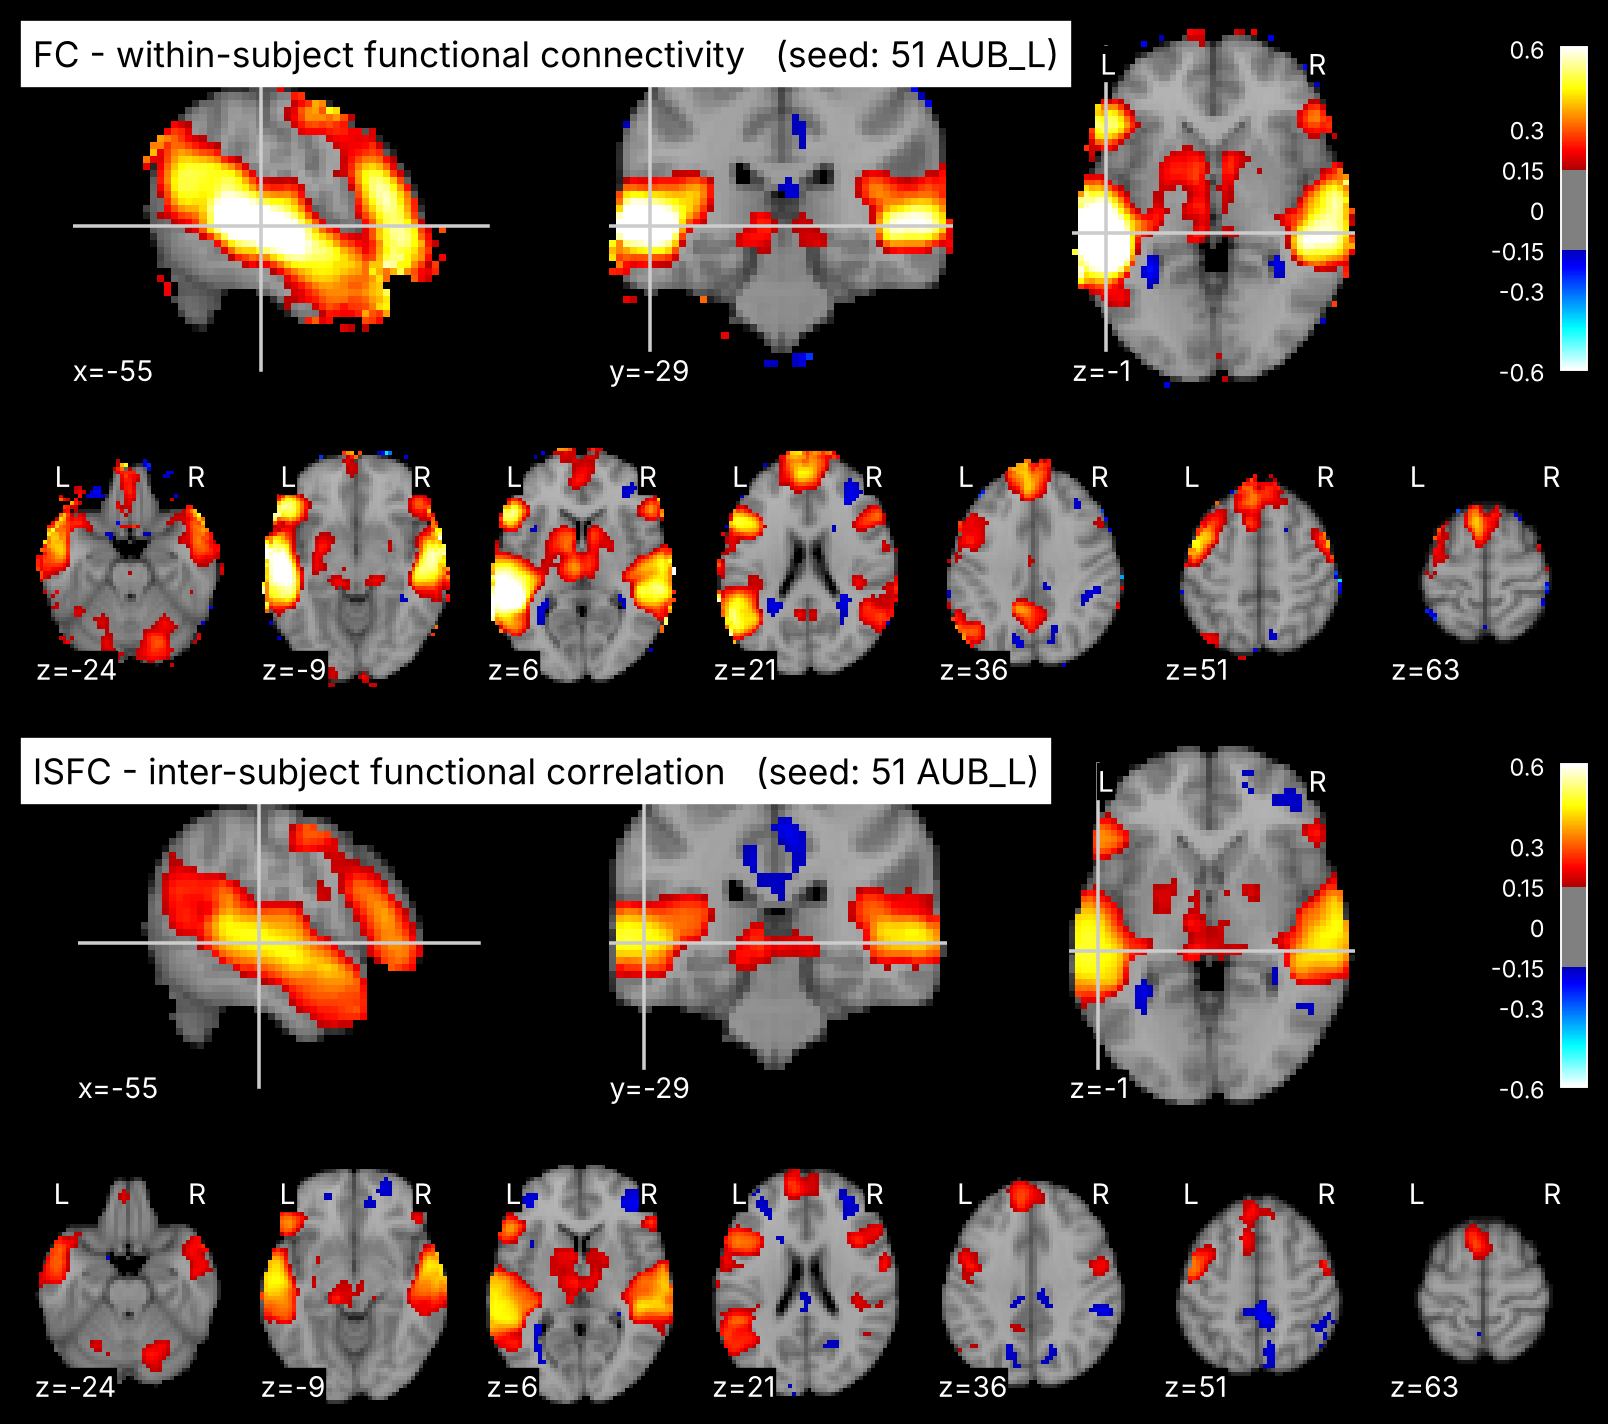 FC - within-subject functional connectivity (seed: 51 AUB_L)
L R
0.6
0.3
0.15
0
-0.15
-0.3
-0.6
x=-55 y=-29 z=-1
L R L R L R L R L R L R L R
z=-24 z=-9 z=6 z=21 z=36 z=51 z=63
ISFC - inter-subject functional correlation (seed: 51 AUB_L)
L R
0.6
0.3
0.15
0
-0.15
-0.3
-0.6
x=-55 y=-29 z=-1
L R L R L R L R L R L R L R
z=-24 z=-9 z=6 z=21 z=36 z=51 z=63